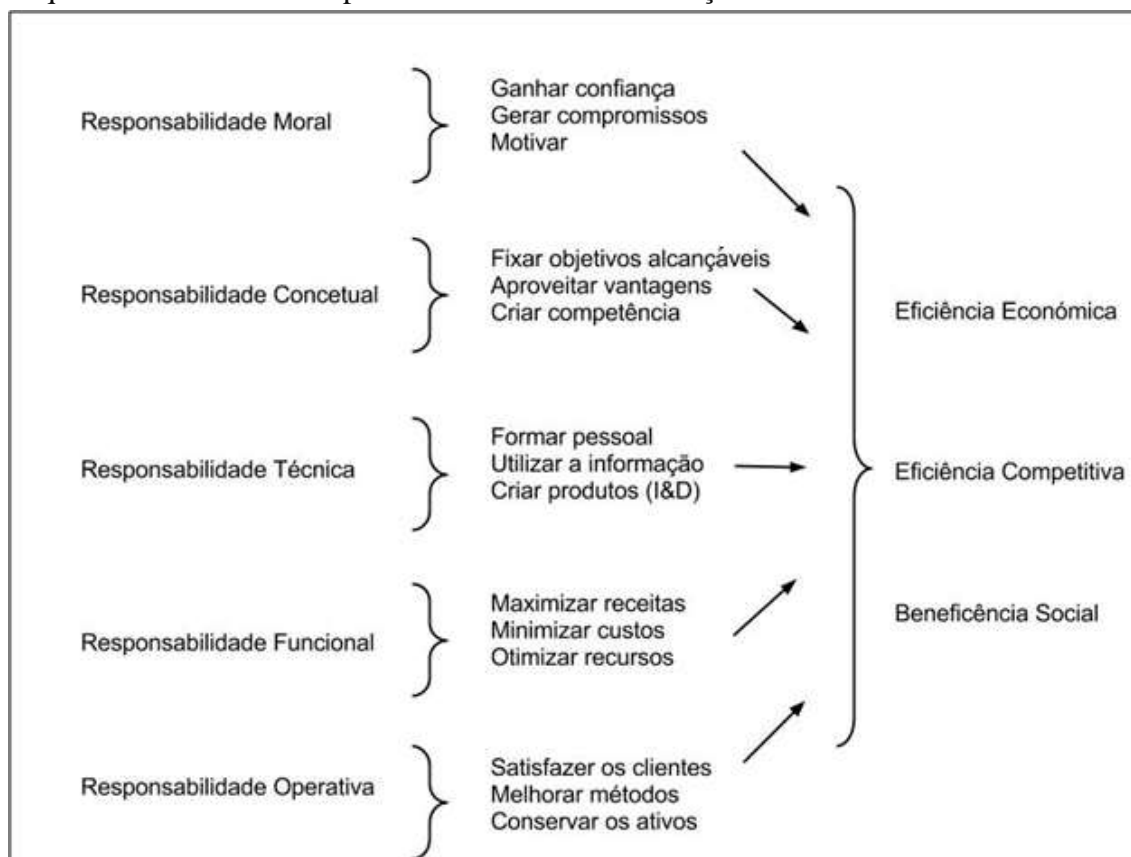 Responsabilidade Moral
Ganhar confiança
Gerar compromissos
Motivar
Responsabilidade Concetual
Fixar objetivos alcançáveis
Aproveitar vantagens
Criar competência
Responsabilidade Técnica
Formar pessoal
Utilizar a informação
Criar produtos (I&D)
Responsabilidade Funcional
Maximizar receitas
Minimizar custos
Otimizar recursos
Responsabilidade Operativa
Satisfazer os clientes
Melhorar métodos
Conservar os ativos
Eficiência Económica
Eficiência Competitiva
Beneficência Social